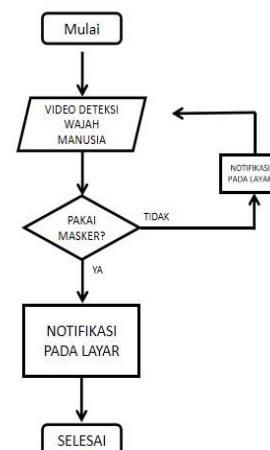 Mulai
VIDEO DETEKSI
WAJAH
MANUSIA
NOTIFIKASI
PADA LAYAR
PAKAI
MASKER?
TIDAK
YA
NOTIFIKASI
PADA LAYAR
SELESAI